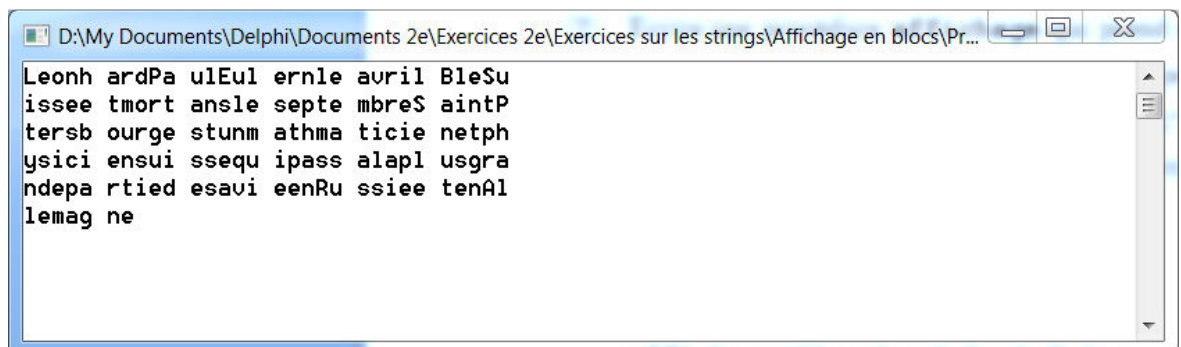 D:\My Documents\Delphi\Documents 2e\Exercices 2e\Exercices sur les strings\Affichage en blocs\Pr...
Leonh ardPa ulEul ernle avril BleSu
issee tmort ansle septe mbreS aintP
tersb ourge stunm athma ticie netph
ysici ensui ssequ ipass alapl usgra
ndepa rtied esavi eenRu ssiee tenAl
lemag ne